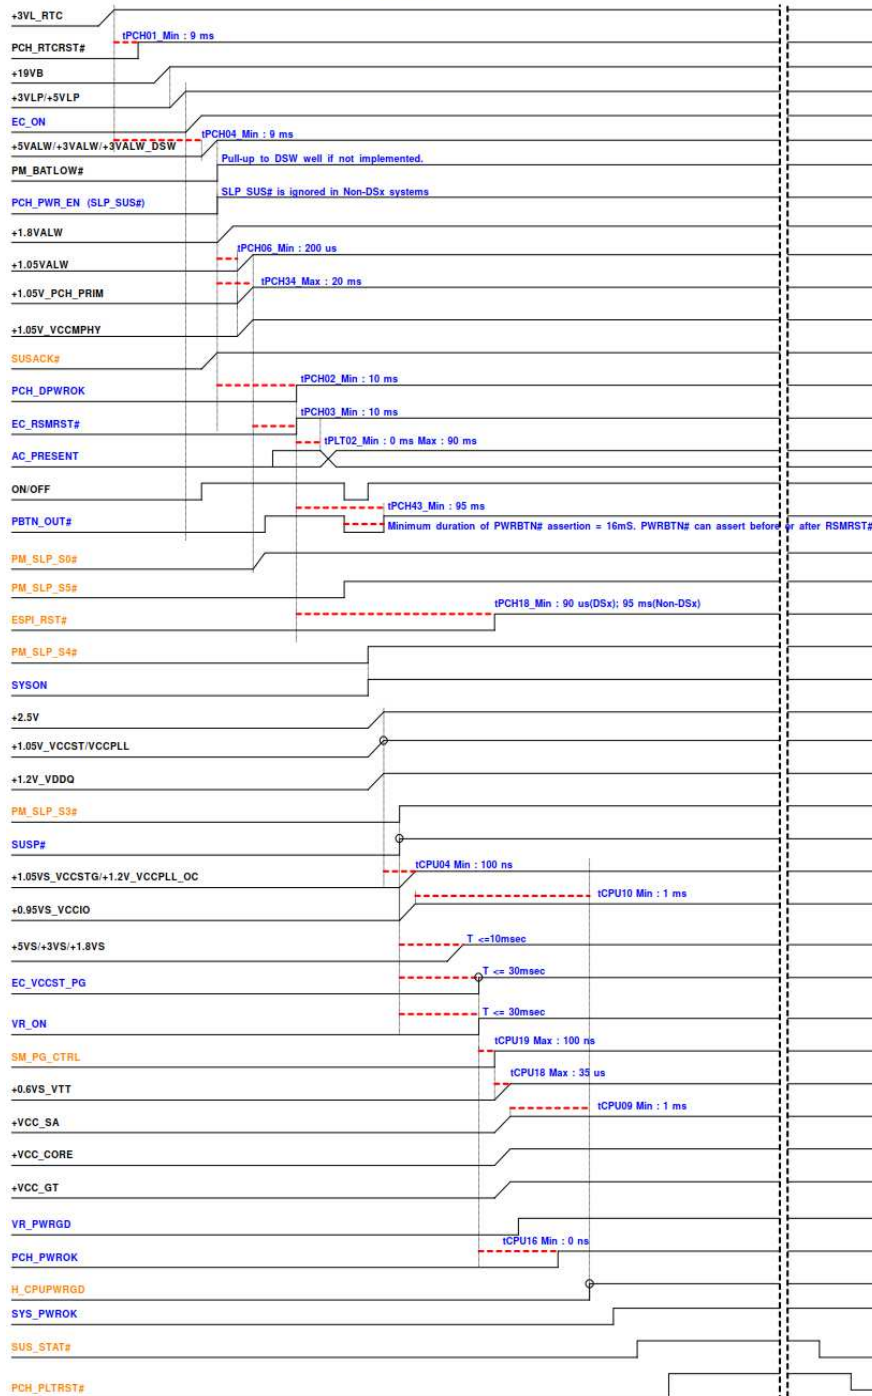 +3VL_RTC
tPCH01_Min : 9 ms
PCH_RTCRST#
+19VB
+3VLP/+5VLP
EC_ON
tPCH04_Min : 9 ms
+5VALW/+3VALW/+3VALW_DSW
Pull-up to DSW well if not implemented.
PM_BATLOW#
SLP_SUS# is ignored in Non-DSx systems
PCH_PWR_EN (SLP_SUS#)
+1.8VALW
tPCH06_Min : 200 us
+1.05VALW
tPCH34_Max : 20 ms
+1.05V_PCH_PRIM
+1.05V_VCCMPHY
SUSACK#
tPCH02_Min : 10 ms
PCH_DPWROK
tPCH03_Min : 10 ms
EC_RSMRST#
tPLT02_Min : 0 ms Max : 90 ms
AC_PRESENT
ON/OFF
tPCH43_Min : 95 ms
PBTN_OUT#
Minimum duration of PWRBTN# assertion = 16mS. PWRBTN# can assert before or after RSMRST#
PM_SLP_S0#
PM_SLP_S5#
tPCH18_Min : 90 us(DSx); 95 ms(Non-DSx)
ESPI_RST#
PM_SLP_S4#
SYSON
+2.5V
+1.05V_VCCST/VCCPLL
+1.2V_VDDQ
PM_SLP_S3#
SUSP#
tCPU04 Min : 100 ns
+1.05VS_VCCSTG/+1.2V_VCCPLL_OC
tCPU10 Min : 1 ms
+0.95VS_VCCIO
T <=10msec
+5VS/+3VS/+1.8VS
T <= 30msec
EC_VCCST_PG
T <= 30msec
VR_ON
tCPU19 Max : 100 ns
SM_PG_CTRL
tCPU18 Max : 35 us
+0.6VS_VTT
tCPU09 Min : 1 ms
+VCC_SA
+VCC_CORE
+VCC_GT
VR_PWRGD
tCPU16 Min : 0 ns
PCH_PWROK
H_CPUPWRGD
SYS_PWROK
SUS_STAT#
PCH_PLTRST#